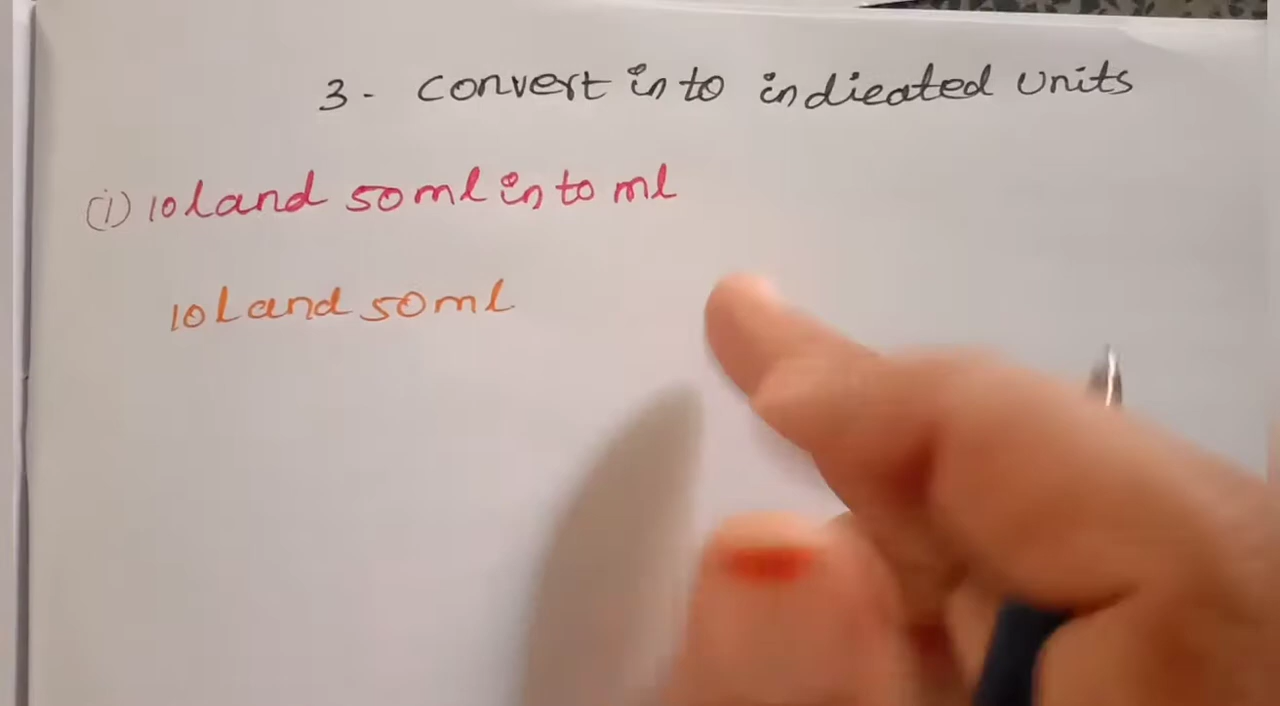 3 - convert in to indicated units
(i) 10 l and 50 ml in to ml
10 L and 50 ml